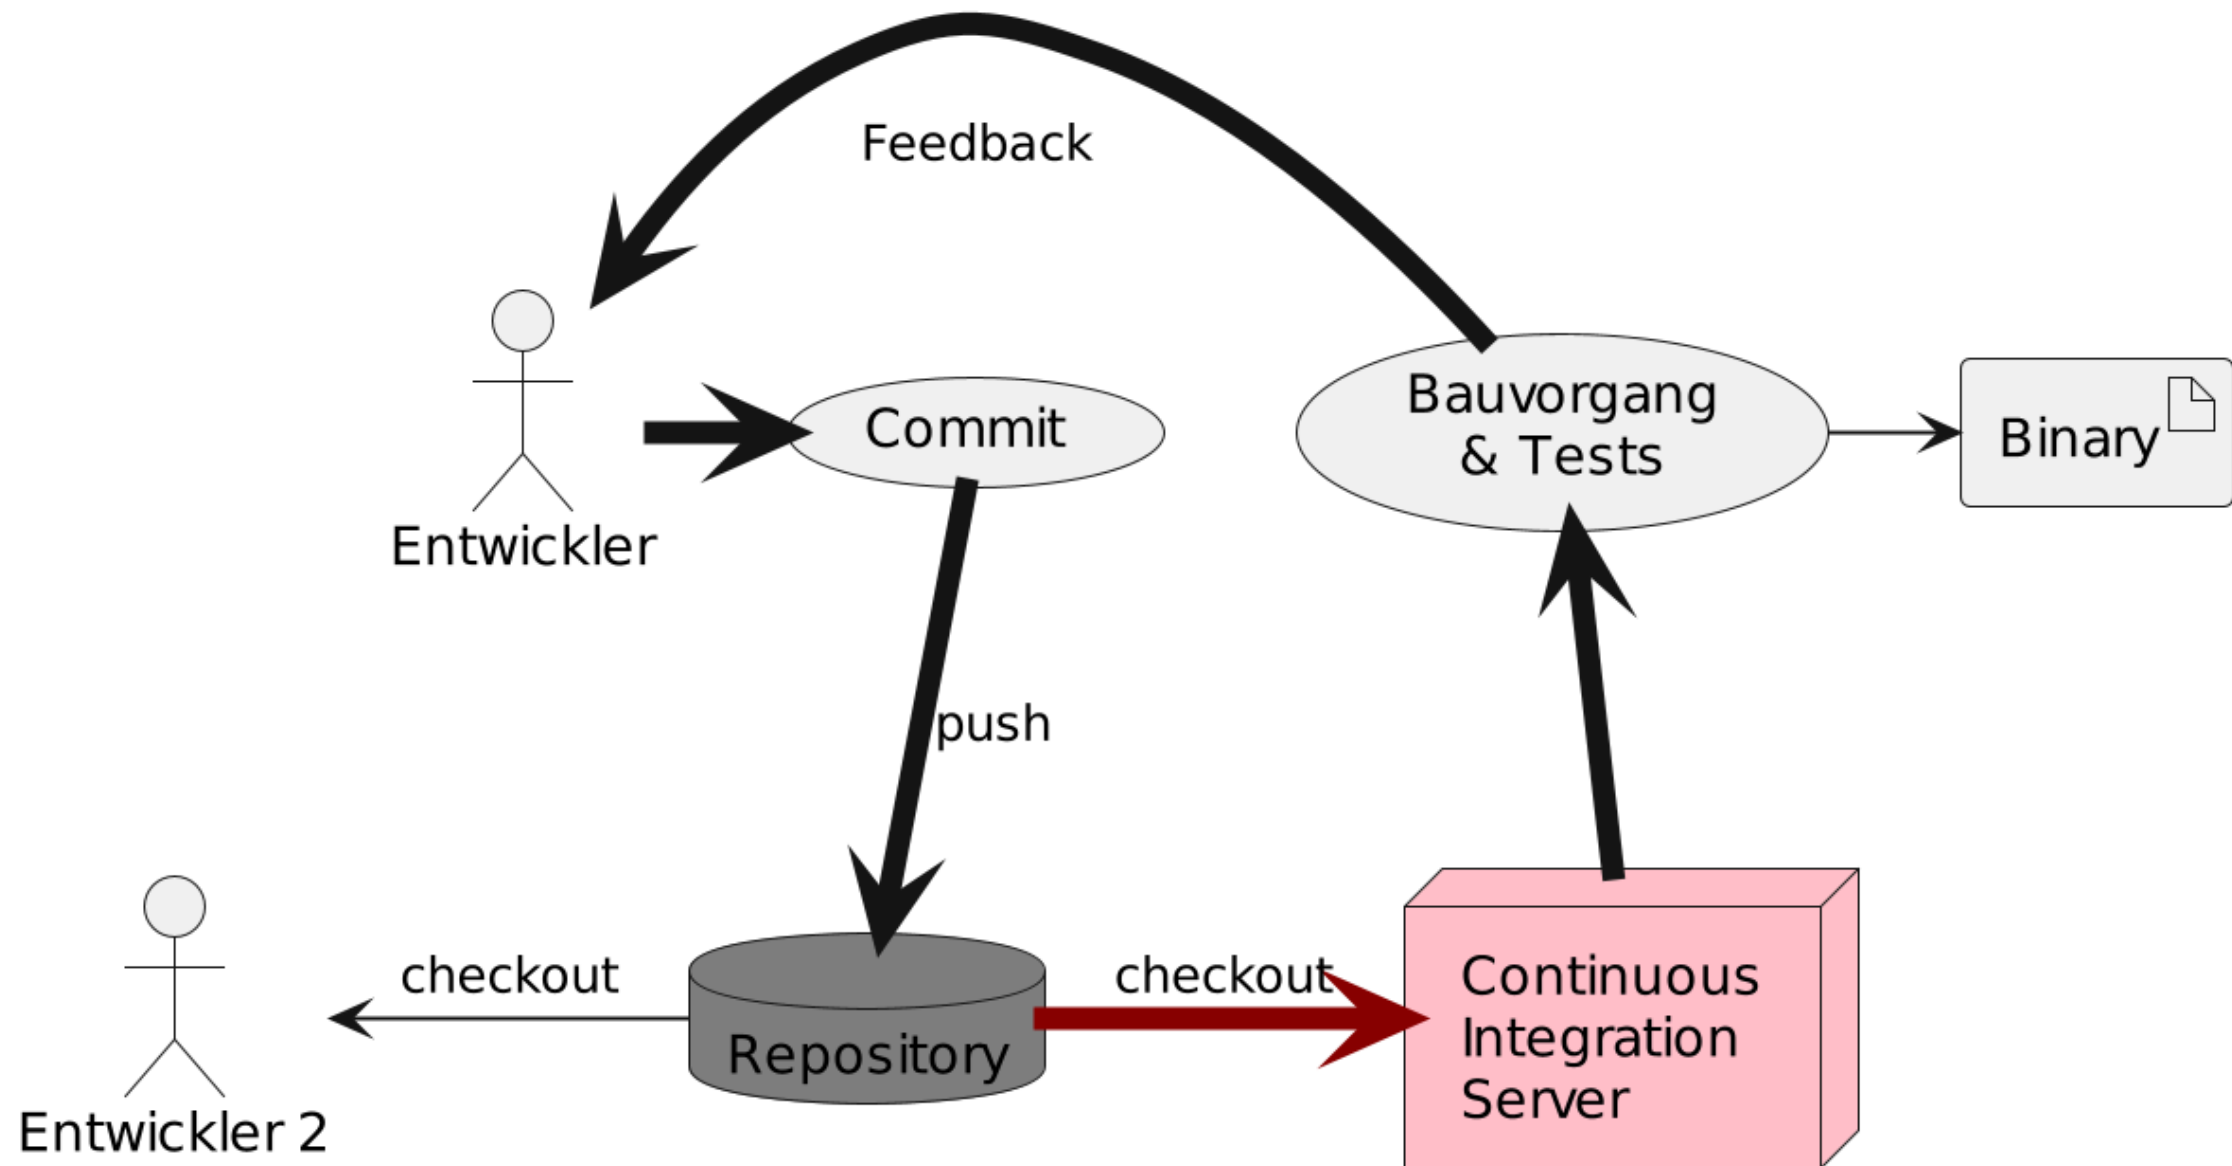 Feedback
Entwickler
Commit
Bauvorgang
& Tests
Binary
push
Entwickler 2
checkout
Repository
checkout
Continuous
Integration
Server